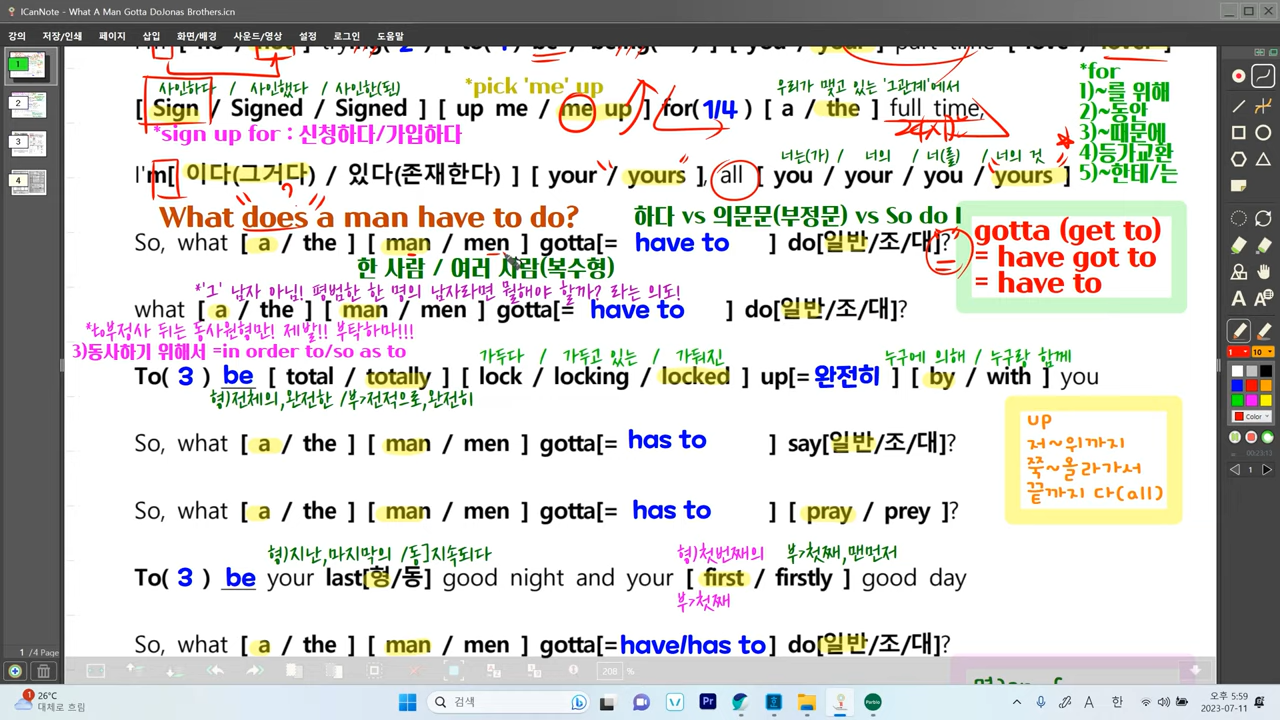 ICanNote - What A Man Gotta DoJonas Brothers.icn
강의 저장/인쇄 페이지 삽입 화면/배경 사운드/영상 설정 로그인 도움말
사인하다 / 사인했다 / 사인한(된)
*pick 'me' up
우리가 맺고 있는 '그관계'에서
[ Sign / Signed / Signed ] [ up me / me up ] for( 1/4 ) [ a / the ] full time,
*sign up for : 신청하다/가입하다
24x
*for
1)~를 위해
2)~동안
3)~때문에
4)등가교환
5)~한테/는
너는(가) / 너의 / 너(를) / 너의 것
I'm[ 이다(그거다) / 있다(존재한다) ] [ your / yours ], all [ you / your / you / yours ]
What does a man have to do?
하다 vs 의문문(부정문) vs So do I
So, what [ a / the ] [ man / men ] gotta[= have to ] do[일반/조/대]?
한 사람 / 여러 사람(복수형)
gotta (get to)
= have got to
= have to
*'그' 남자 아님! 평범한 한 명의 남자라면 뭘해야 할까? 라는 의도!
what [ a / the ] [ man / men ] gotta[= have to ] do[일반/조/대]?
*to부정사 뒤는 동사원형만! 제발!! 부탁하마!!!
3)동사하기 위해서 =in order to/so as to
가두다 / 가두고 있는 / 가둬진
누구에 의해 / 누구랑 함께
To( 3 ) be [ total / totally ] [ lock / locking / locked ] up[= 완전히 ] [ by / with ] you
형)전체의,완전한 /부>전적으로,완전히
So, what [ a / the ] [ man / men ] gotta[= has to ] say[일반/조/대]?
up
저~위까지
쭉~올라가서
끝까지 다(all)
So, what [ a / the ] [ man / men ] gotta[= has to ] [ pray / prey ]?
형)지난,마지막의 /동]지속되다
형)첫번째의 부>첫째,맨먼저
To( 3 ) be your last[형/동] good night and your [ first / firstly ] good day
부>첫째
So, what [ a / the ] [ man / men ] gotta[=have/has to] do[일반/조/대]?
1 / 4 Page
208 %
Color
00:23:13
1
2
3
4
26°C
대체로 흐림
검색
한
오후 5:59
2023-07-11